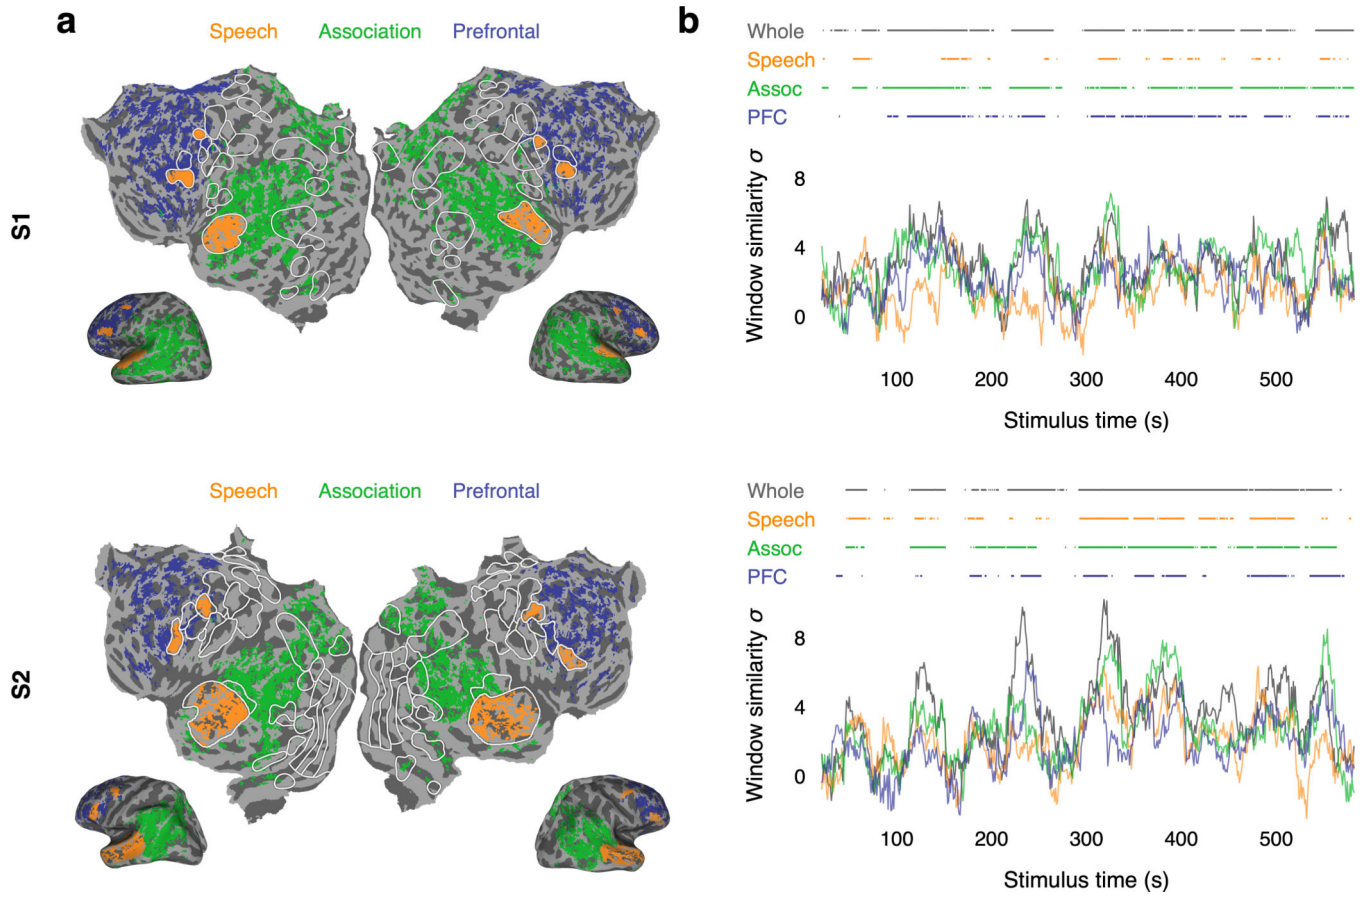 a
Speech Association Prefrontal
S1
b
Whole
Speech
Assoc
PFC
Window similarity σ
8
4
0
100 200 300 400 500
Stimulus time (s)
Speech Association Prefrontal
S2
Whole
Speech
Assoc
PFC
Window similarity σ
8
4
0
100 200 300 400 500
Stimulus time (s)